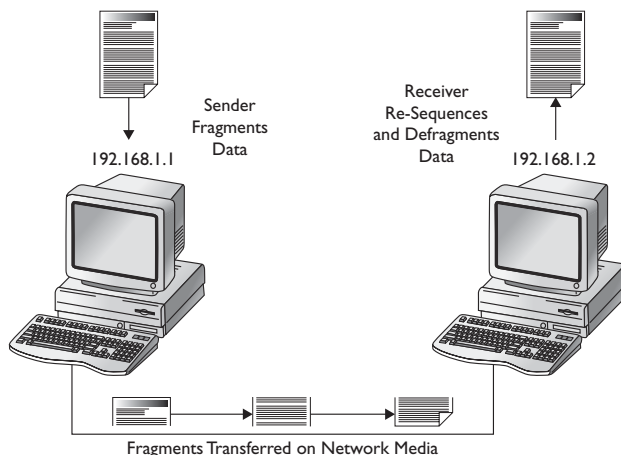 Sender
Fragments
Data
192.168.1.1
Receiver
Re-Sequences
and Defragments
Data
192.168.1.2
Fragments Transferred on Network Media